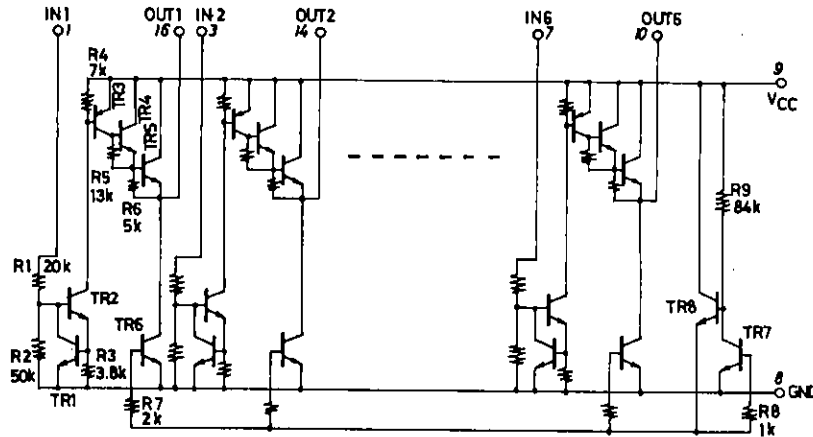 IN1 OUT1 IN2 OUT2 IN6 OUT6
1 16 3 14 7 10
R4
7k
TR3
TR4
TR5
9
VCC
R5
13k
R6
5k
R9
84k
R1 20k
TR2
TR6
TR8
TR7
R2
50k
R3
3.8k
TR1
8
GND
R7
2k
R8
1k